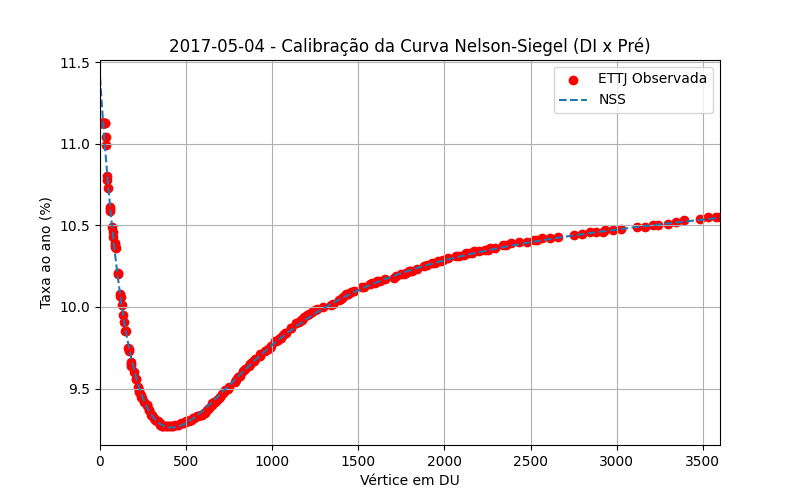 2017-05-04 - Calibração da Curva Nelson-Siegel (DI x Pré)
ETTJ Observada
NSS
Taxa ao ano (%)
11.5
11.0
10.5
10.0
9.5
0 500 1000 1500 2000 2500 3000 3500
Vértice em DU